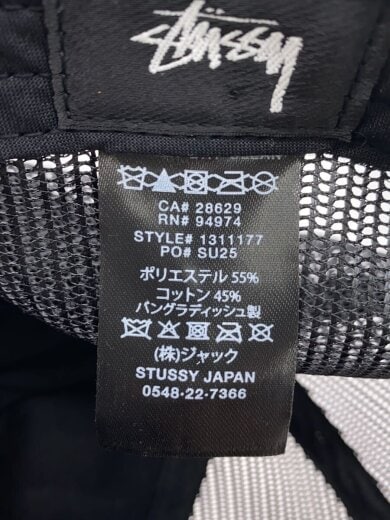 Stüssy
CA# 28629
RN# 94974
STYLE# 1311177
PO# SU25
ポリエステル 55%
コットン 45%
バングラディッシュ製
(株)ジャック
STUSSY JAPAN
0548-22-7366